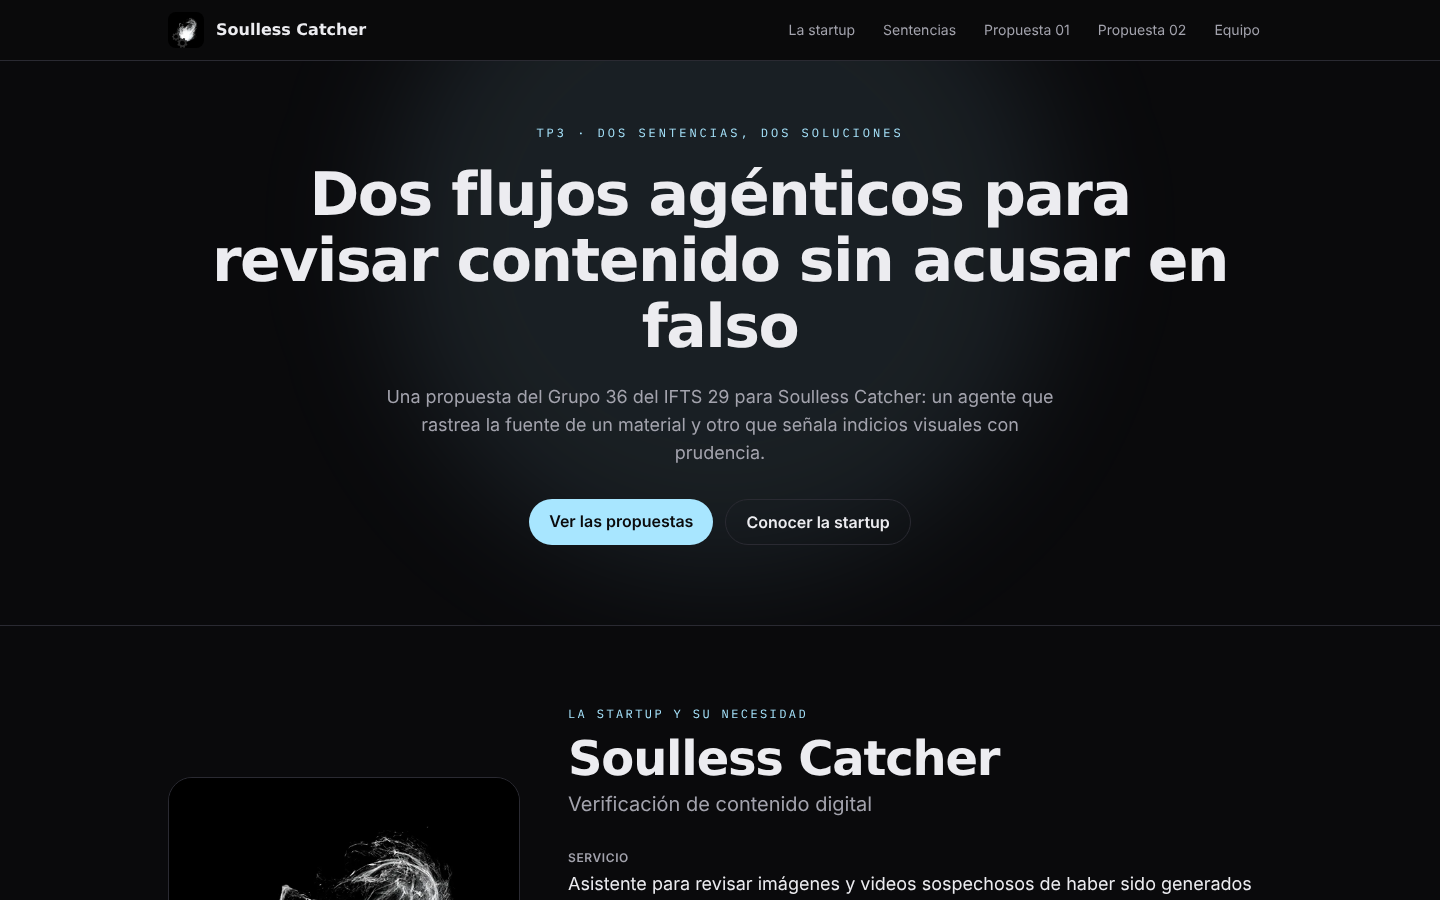 Soulless Catcher
La startup
Sentencias
Propuesta 01
Propuesta 02
Equipo
TP3 · DOS SENTENCIAS, DOS SOLUCIONES
Dos flujos agénticos para
revisar contenido sin acusar en
falso
Una propuesta del Grupo 36 del IFTS 29 para Soulless Catcher: un agente que
rastrea la fuente de un material y otro que señala indicios visuales con
prudencia.
Ver las propuestas
Conocer la startup
LA STARTUP Y SU NECESIDAD
Soulless Catcher
Verificación de contenido digital
SERVICIO
Asistente para revisar imágenes y videos sospechosos de haber sido generados